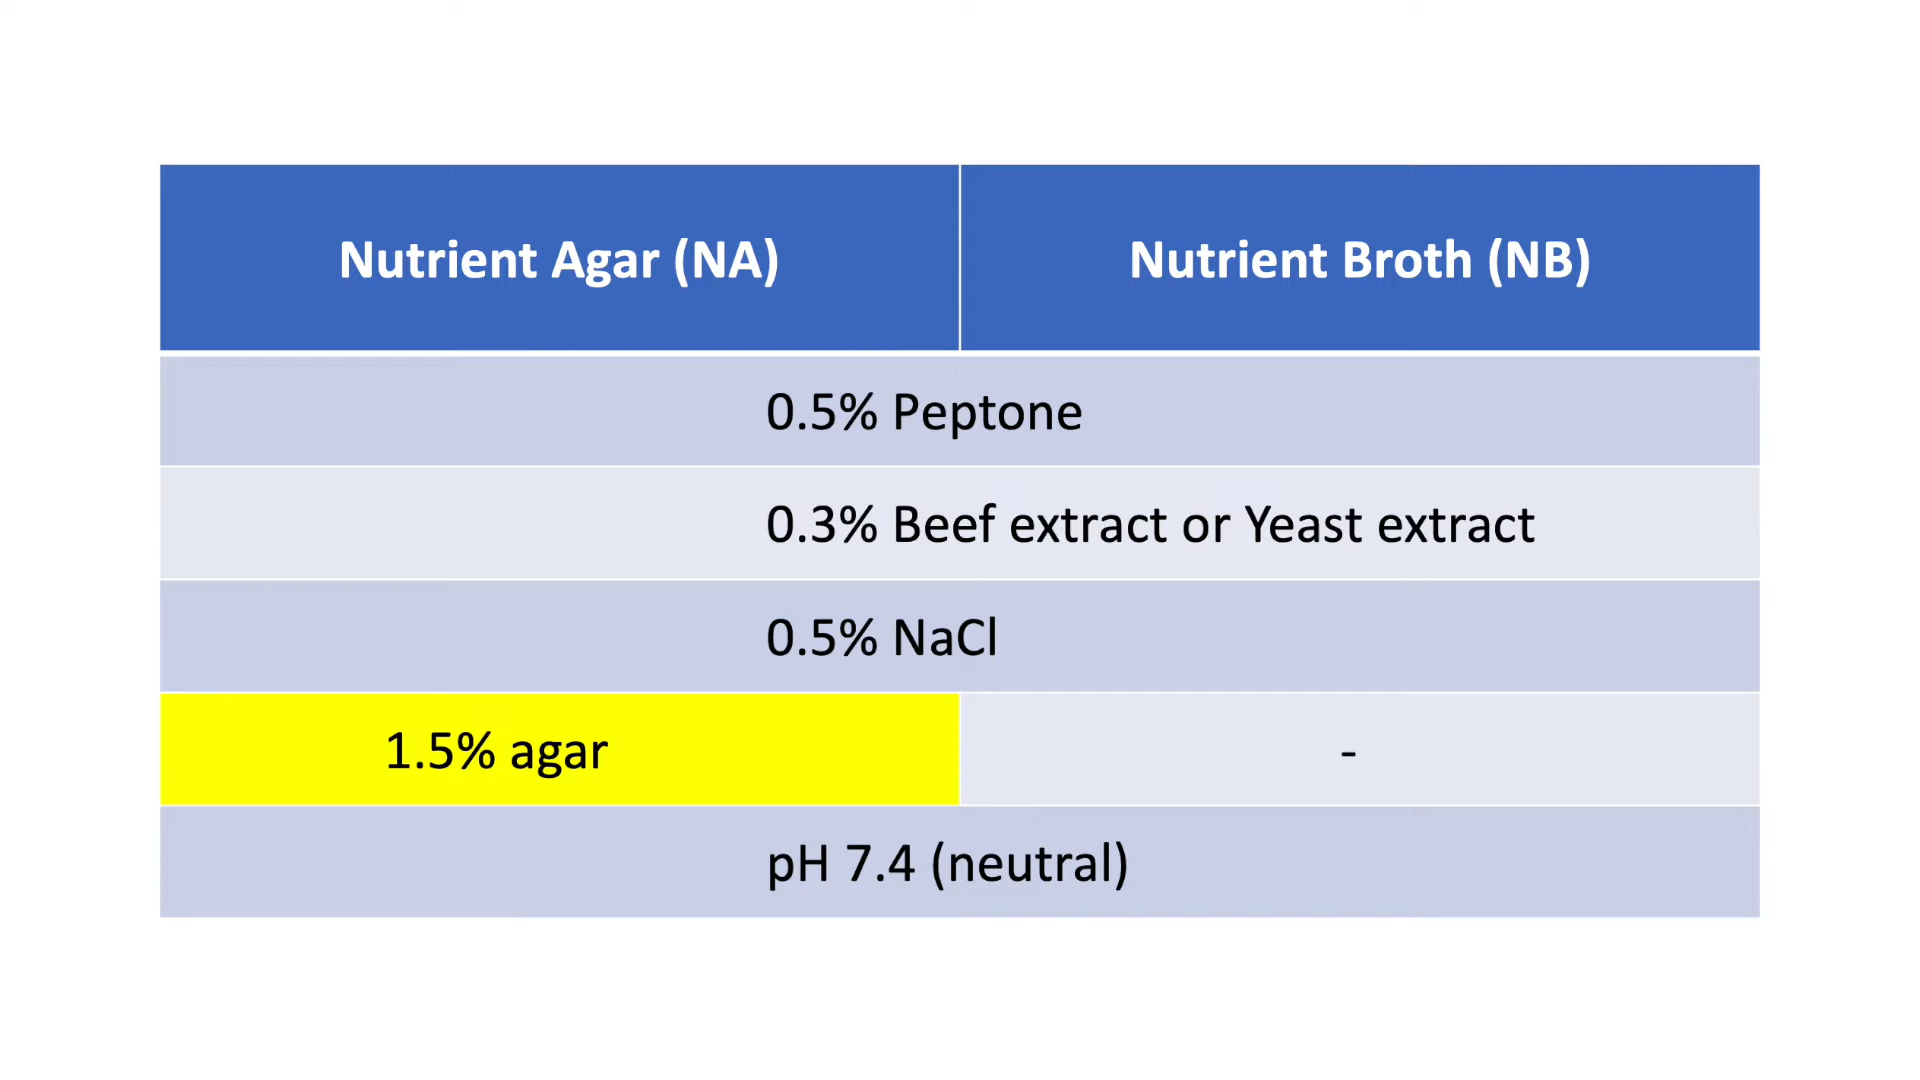 Nutrient Agar (NA)
Nutrient Broth (NB)
0.5% Peptone
0.3% Beef extract or Yeast extract
0.5% NaCl
1.5% agar
-
pH 7.4 (neutral)